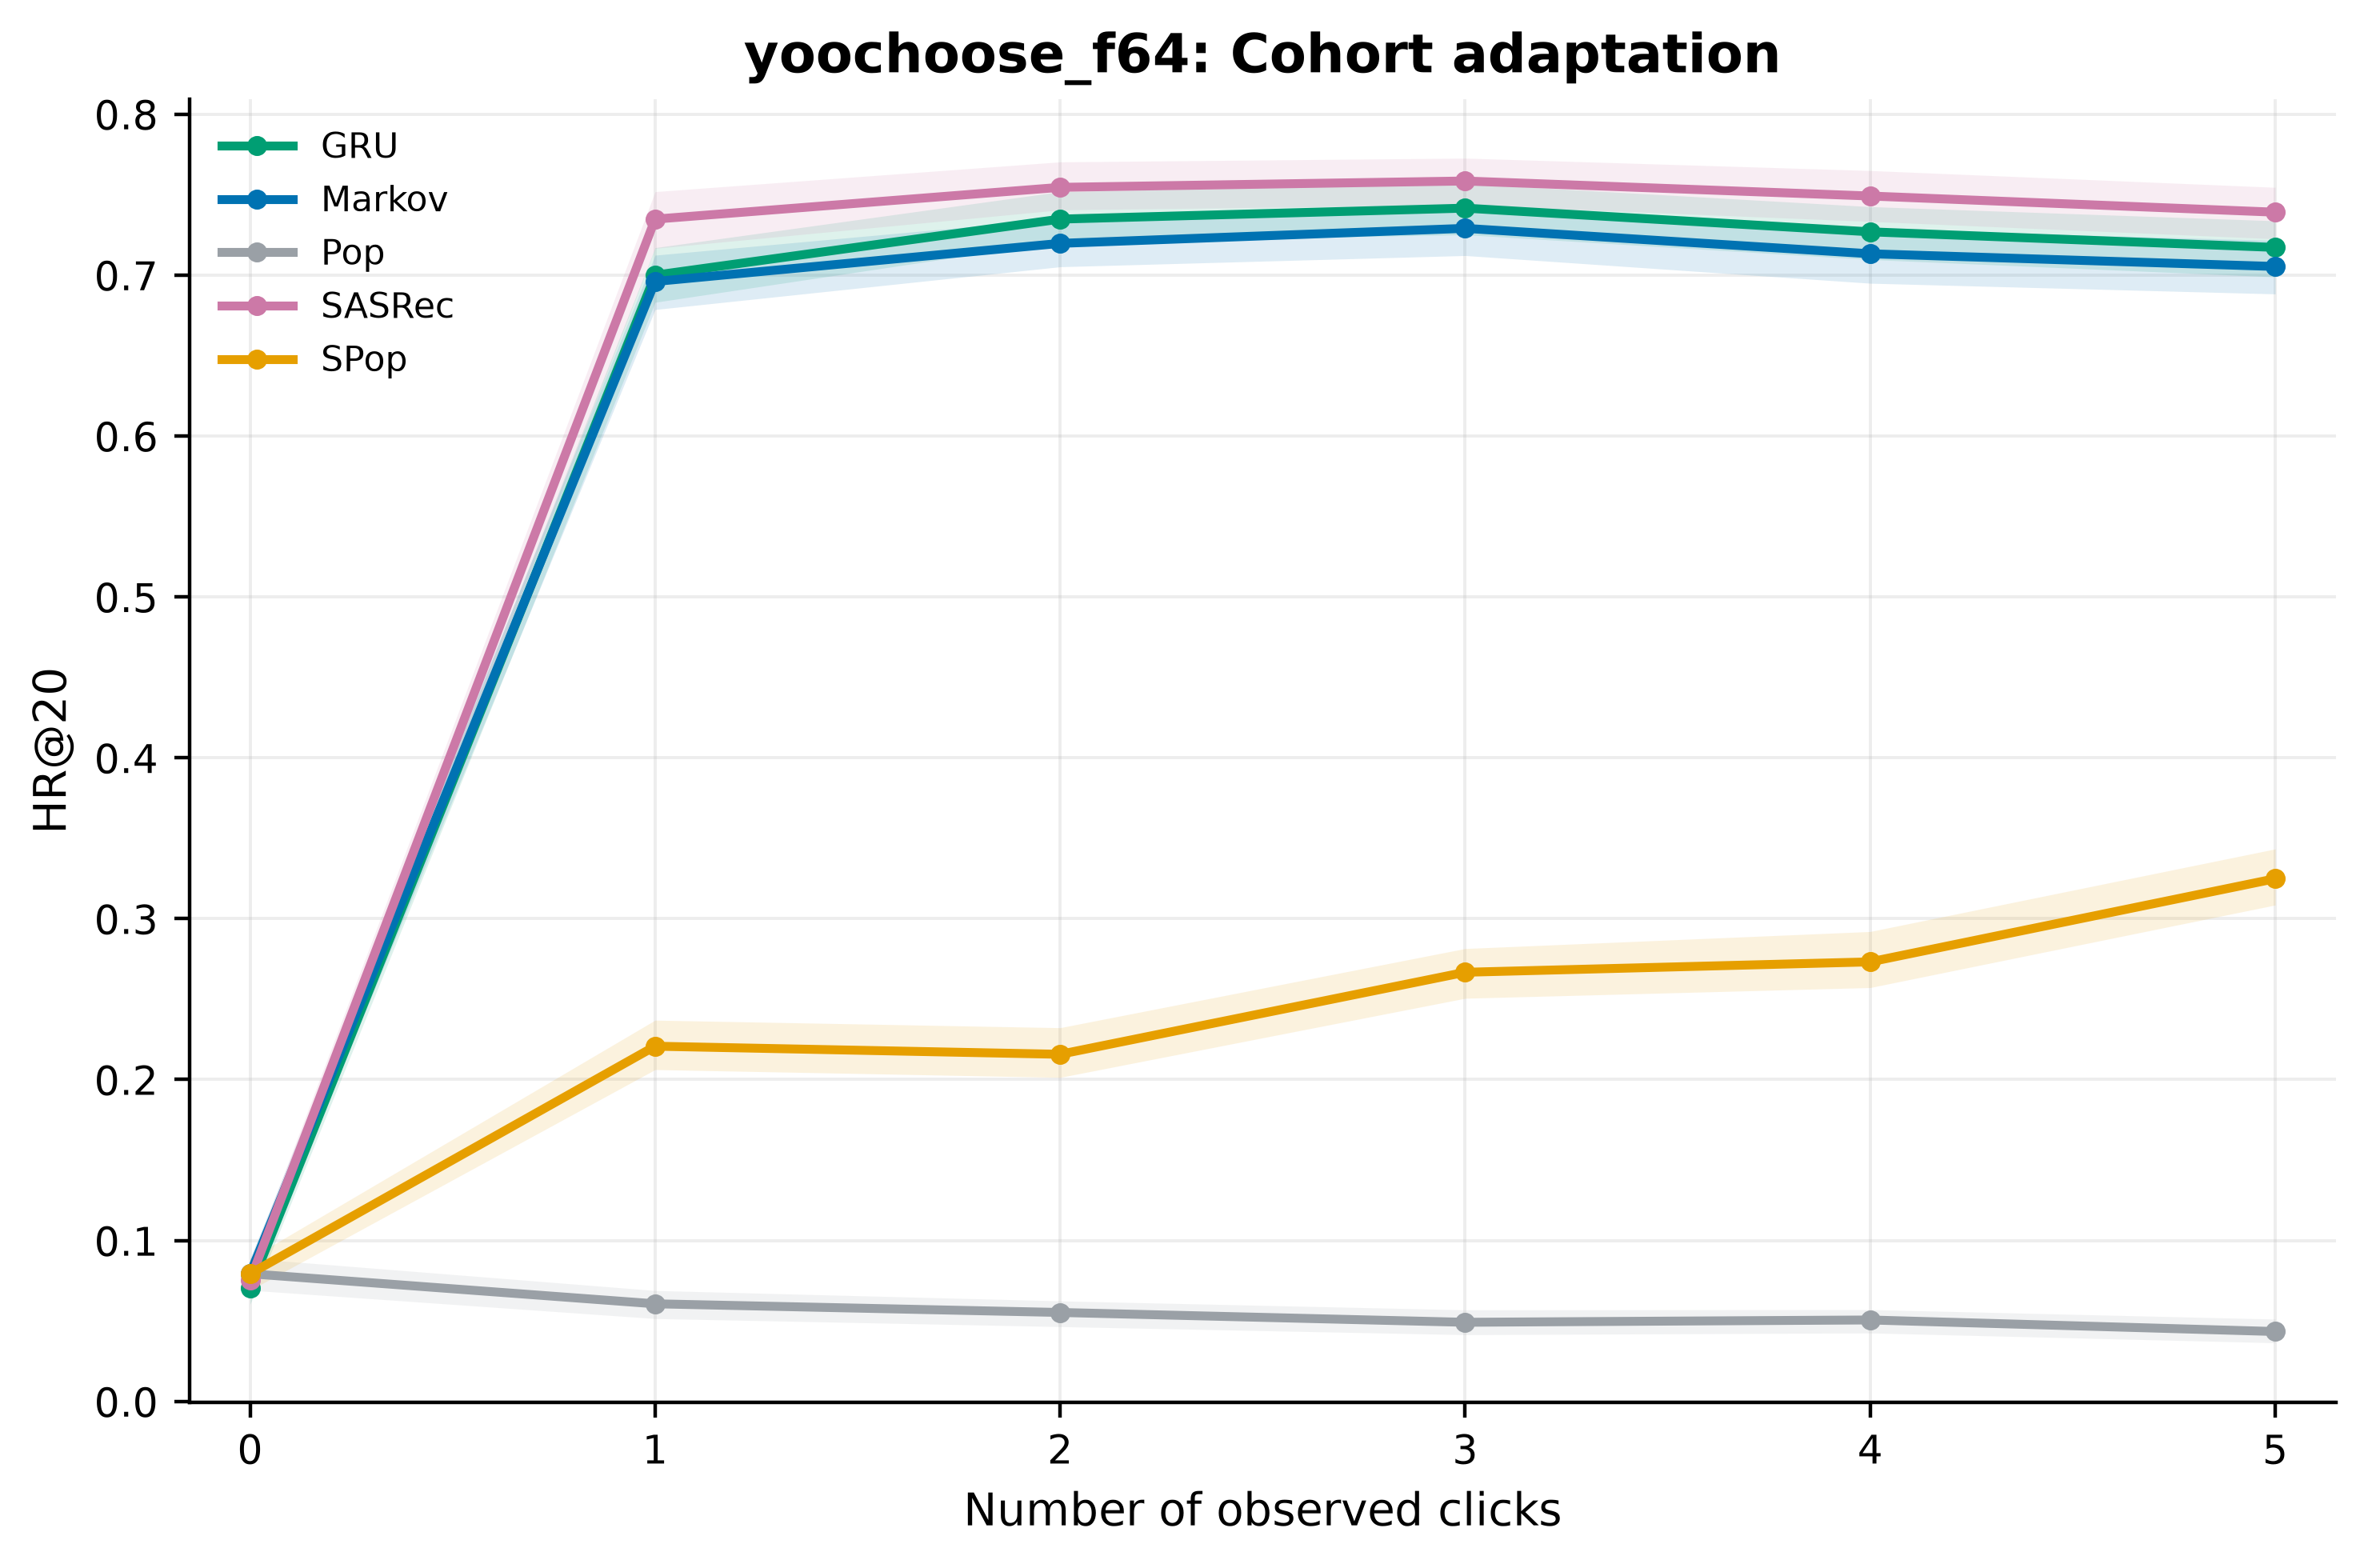 yoochoose_f64: Cohort adaptation
GRU
Markov
Pop
SASRec
SPop
HR@20
0.8
0.7
0.6
0.5
0.4
0.3
0.2
0.1
0.0
0 1 2 3 4 5
Number of observed clicks